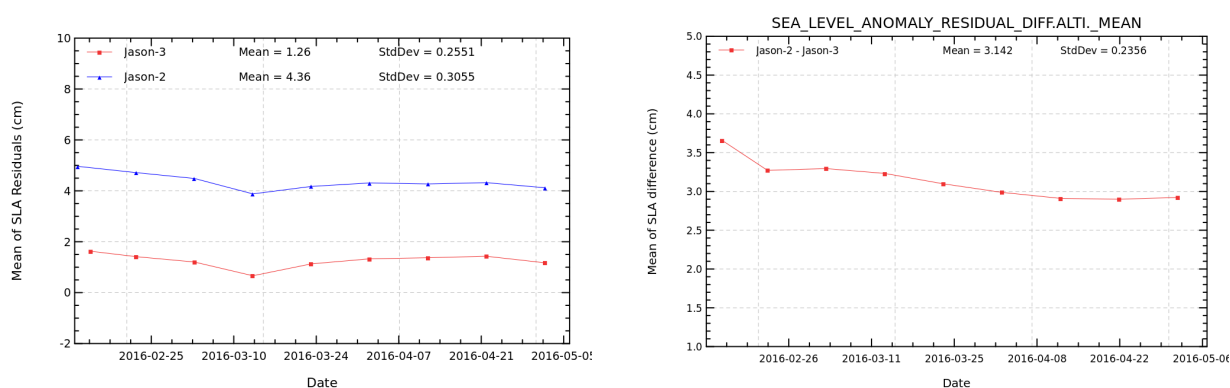 10
8
6
4
2
0
-2
Mean of SLA Residuals (cm)
Jason-3 Mean = 1.26 StdDev = 0.2551
Jason-2 Mean = 4.36 StdDev = 0.3055
2016-02-25 2016-03-10 2016-03-24 2016-04-07 2016-04-21 2016-05-05
Date
SEA_LEVEL_ANOMALY_RESIDUAL_DIFF.ALTI._MEAN
5.0
4.5
4.0
3.5
3.0
2.5
2.0
1.5
1.0
Mean of SLA difference (cm)
Jason-2 - Jason-3 Mean = 3.142 StdDev = 0.2356
2016-02-26 2016-03-11 2016-03-25 2016-04-08 2016-04-22 2016-05-06
Date